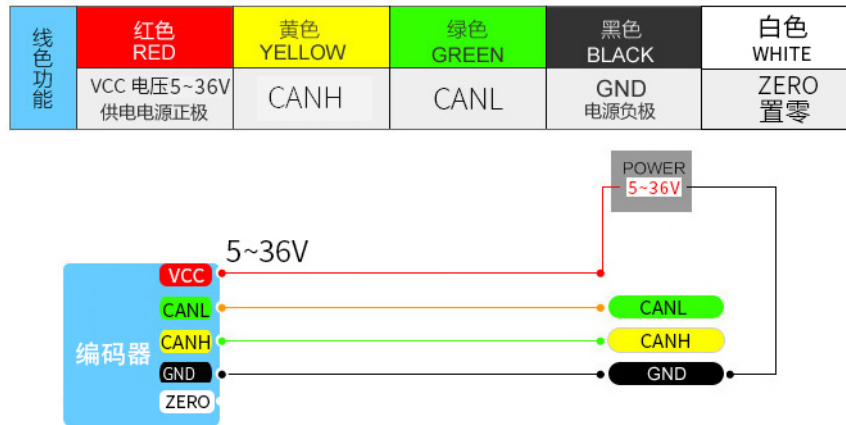 线色功能
红色
RED
黄色
YELLOW
绿色
GREEN
黑色
BLACK
白色
WHITE
VCC 电压5~36V
供电电源正极
CANH
CANL
GND
电源负极
ZERO
置零
POWER
5~36V
5~36V
VCC
CANL
CANL
编码器
CANH
CANH
GND
GND
ZERO